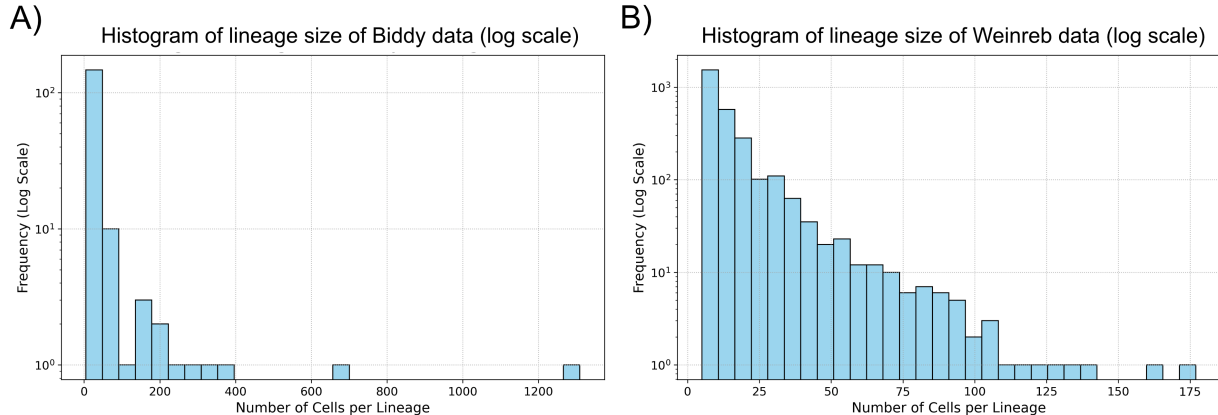 A)
Histogram of lineage size of Biddy data (log scale)
Frequency (Log Scale)
10²
10¹
10⁰
0 200 400 600 800 1000 1200
Number of Cells per Lineage
B)
Histogram of lineage size of Weinreb data (log scale)
Frequency (Log Scale)
10³
10²
10¹
10⁰
0 25 50 75 100 125 150 175
Number of Cells per Lineage